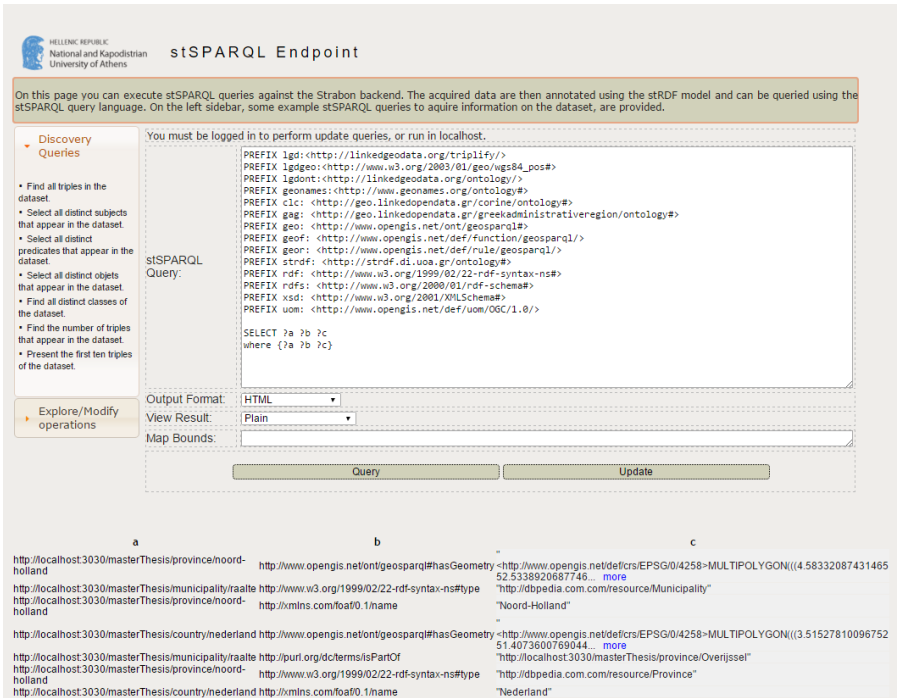 HELLENIC REPUBLIC
National and Kapodistrian
University of Athens
stSPARQL Endpoint
On this page you can execute stSPARQL queries against the Strabon backend. The acquired data are then annotated using the stRDF model and can be queried using the
stSPARQL query language. On the left sidebar, some example stSPARQL queries to aquire information on the dataset, are provided.
Discovery
Queries
• Find all triples in the
dataset.
• Select all distinct subjects
that appear in the dataset.
• Select all distinct
predicates that appear in the
dataset.
• Select all distinct objets
that appear in the dataset.
• Find all distinct classes of
the dataset.
• Find the number of triples
that appear in the dataset.
• Present the first ten triples
of the dataset.
Explore/Modify
operations
You must be logged in to perform update queries, or run in localhost.
stSPARQL
Query:
PREFIX lgd:<http://linkedgeodata.org/triplify/>
PREFIX lgdgeo:<http://www.w3.org/2003/01/geo/wgs84_pos#>
PREFIX lgdont:<http://linkedgeodata.org/ontology/>
PREFIX geonames:<http://www.geonames.org/ontology#>
PREFIX clc: <http://geo.linkedopendata.gr/corine/ontology#>
PREFIX gag: <http://geo.linkedopendata.gr/greekadministrativeregion/ontology#>
PREFIX geo: <http://www.opengis.net/ont/geosparql#>
PREFIX geof: <http://www.opengis.net/def/function/geosparql/>
PREFIX geor: <http://www.opengis.net/def/rule/geosparql/>
PREFIX strdf: <http://strdf.di.uoa.gr/ontology#>
PREFIX rdf: <http://www.w3.org/1999/02/22-rdf-syntax-ns#>
PREFIX rdfs: <http://www.w3.org/2000/01/rdf-schema#>
PREFIX xsd: <http://www.w3.org/2001/XMLSchema#>
PREFIX uom: <http://www.opengis.net/def/uom/OGC/1.0/>
SELECT ?a ?b ?c
where {?a ?b ?c}
Output Format: HTML
View Result: Plain
Map Bounds:
Query Update
a b c
http://localhost:3030/masterThesis/province/noord-
holland http://www.opengis.net/ont/geosparql#hasGeometry "
<http://www.opengis.net/def/crs/EPSG/0/4258>MULTIPOLYGON(((4.58332087431465
52.5338920687746... more
http://localhost:3030/masterThesis/municipality/raalte http://www.w3.org/1999/02/22-rdf-syntax-ns#type "http://dbpedia.com.com/resource/Municipality"
http://localhost:3030/masterThesis/province/noord-
holland http://xmlns.com/foaf/0.1/name "Noord-Holland"
"
http://localhost:3030/masterThesis/country/nederland http://www.opengis.net/ont/geosparql#hasGeometry <http://www.opengis.net/def/crs/EPSG/0/4258>MULTIPOLYGON(((3.51527810096752
51.4073600769044... more
http://localhost:3030/masterThesis/municipality/raalte http://purl.org/dc/terms/isPartOf "http://localhost:3030/masterThesis/province/Overijssel"
http://localhost:3030/masterThesis/province/noord-
holland http://www.w3.org/1999/02/22-rdf-syntax-ns#type "http://dbpedia.com.com/resource/Province"
http://localhost:3030/masterThesis/country/nederland http://xmlns.com/foaf/0.1/name "Nederland"